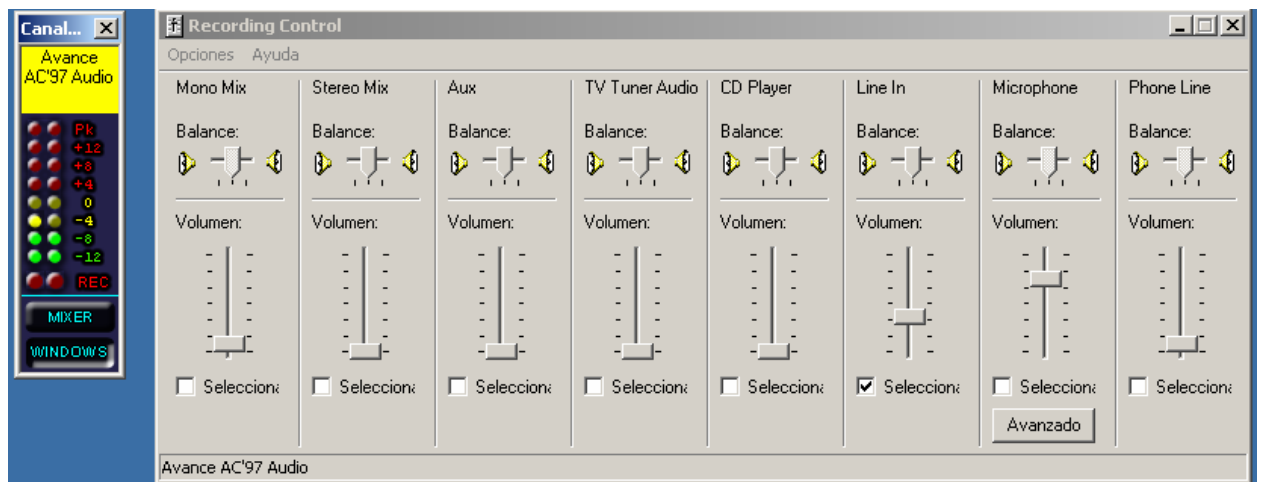 Canal...
Avance
AC'97 Audio
Pk
+12
+8
+4
0
-4
-8
-12
REC
MIXER
WINDOWS
Recording Control
Opciones Ayuda
Mono Mix Stereo Mix Aux TV Tuner Audio CD Player Line In Microphone Phone Line
Balance: Balance: Balance: Balance: Balance: Balance: Balance: Balance:
Volumen: Volumen: Volumen: Volumen: Volumen: Volumen: Volumen: Volumen:
Selecciona Selecciona Selecciona Selecciona Selecciona Selecciona Selecciona Selecciona
Avanzado
Avance AC'97 Audio